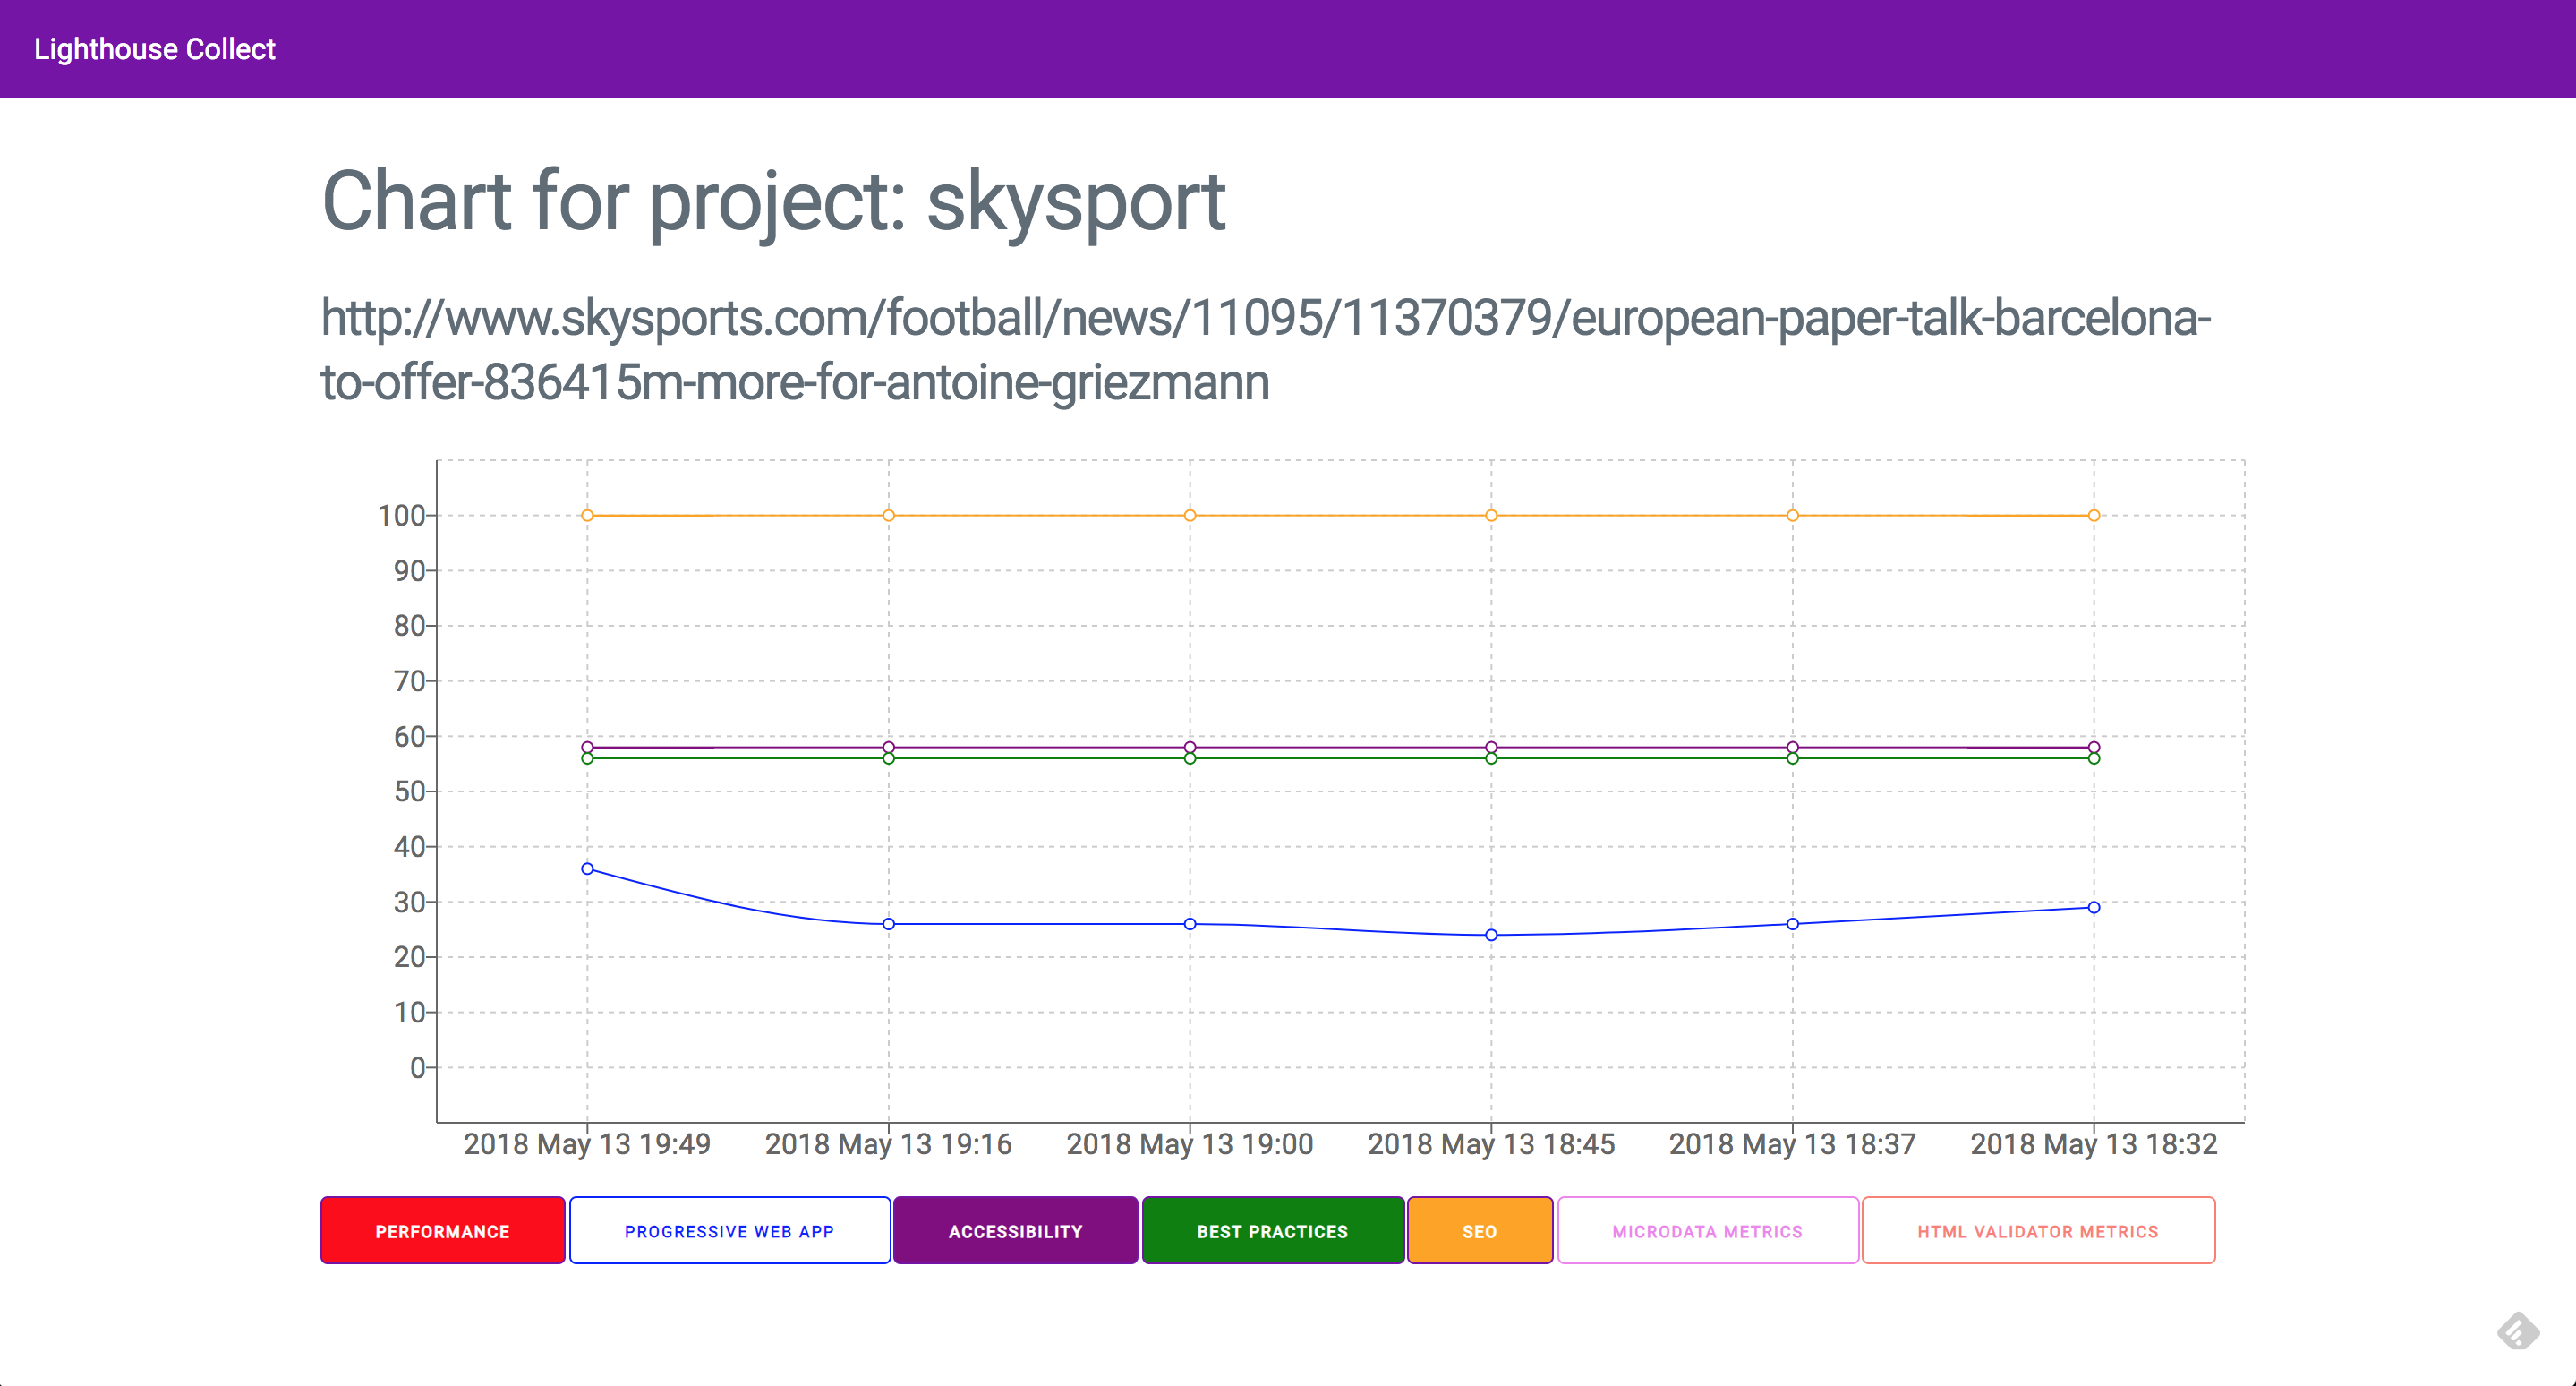 Lighthouse Collect
Chart for project: skysport
http://www.skysports.com/football/news/11095/11370379/european-paper-talk-barcelona-
to-offer-836415m-more-for-antoine-griezmann
100
90
80
70
60
50
40
30
20
10
0
2018 May 13 19:49 2018 May 13 19:16 2018 May 13 19:00 2018 May 13 18:45 2018 May 13 18:37 2018 May 13 18:32
PERFORMANCE PROGRESSIVE WEB APP ACCESSIBILITY BEST PRACTICES SEO MICRODATA METRICS HTML VALIDATOR METRICS